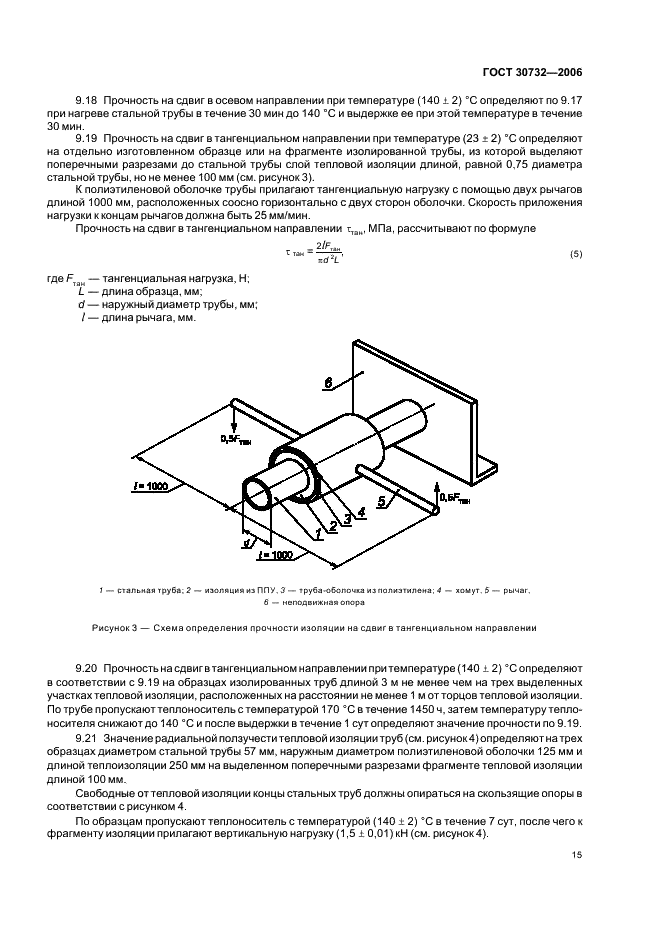 ГОСТ 30732—2006
9.18 Прочность на сдвиг в осевом направлении при температуре (140 ± 2) °С определяют по 9.17
при нагреве стальной трубы в течение 30 мин до 140 °С и выдержке ее при этой температуре в течение
30 мин.
9.19 Прочность на сдвиг в тангенциальном направлении при температуре (23 ± 2) °С определяют
на отдельно изготовленном образце или на фрагменте изолированной трубы, из которой выделяют
поперечными разрезами до стальной трубы слой тепловой изоляции длиной, равной 0,75 диаметра
стальной трубы, но не менее 100 мм (см. рисунок 3).
К полиэтиленовой оболочке трубы прилагают тангенциальную нагрузку с помощью двух рычагов
длиной 1000 мм, расположенных соосно горизонтально с двух сторон оболочки. Скорость приложения
нагрузки к концам рычагов должна быть 25 мм/мин.
Прочность на сдвиг в тангенциальном направлении τтан, МПа, рассчитывают по формуле
τ тан = 2lFтан / πd ²L, (5)
где Fтан — тангенциальная нагрузка, Н;
L — длина образца, мм;
d — наружный диаметр трубы, мм;
l — длина рычага, мм.
6
0,5Fтан
l = 1000
0,5Fтан
5
4
3
2
1
d
l = 1000
1 — стальная труба; 2 — изоляция из ППУ, 3 — труба-оболочка из полиэтилена; 4 — хомут, 5 — рычаг,
6 — неподвижная опора
Рисунок 3 — Схема определения прочности изоляции на сдвиг в тангенциальном направлении
9.20 Прочность на сдвиг в тангенциальном направлении при температуре (140 ± 2) °С определяют
в соответствии с 9.19 на образцах изолированных труб длиной 3 м не менее чем на трех выделенных
участках тепловой изоляции, расположенных на расстоянии не менее 1 м от торцов тепловой изоляции.
По трубе пропускают теплоноситель с температурой 170 °С в течение 1450 ч, затем температуру тепло-
носителя снижают до 140 °С и после выдержки в течение 1 сут определяют значение прочности по 9.19.
9.21 Значение радиальной ползучести тепловой изоляции труб (см. рисунок 4) определяют на трех
образцах диаметром стальной трубы 57 мм, наружным диаметром полиэтиленовой оболочки 125 мм и
длиной теплоизоляции 250 мм на выделенном поперечными разрезами фрагменте тепловой изоляции
длиной 100 мм.
Свободные от тепловой изоляции концы стальных труб должны опираться на скользящие опоры в
соответствии с рисунком 4.
По образцам пропускают теплоноситель с температурой (140 ± 2) °С в течение 7 сут, после чего к
фрагменту изоляции прилагают вертикальную нагрузку (1,5 ± 0,01) кН (см. рисунок 4).
15